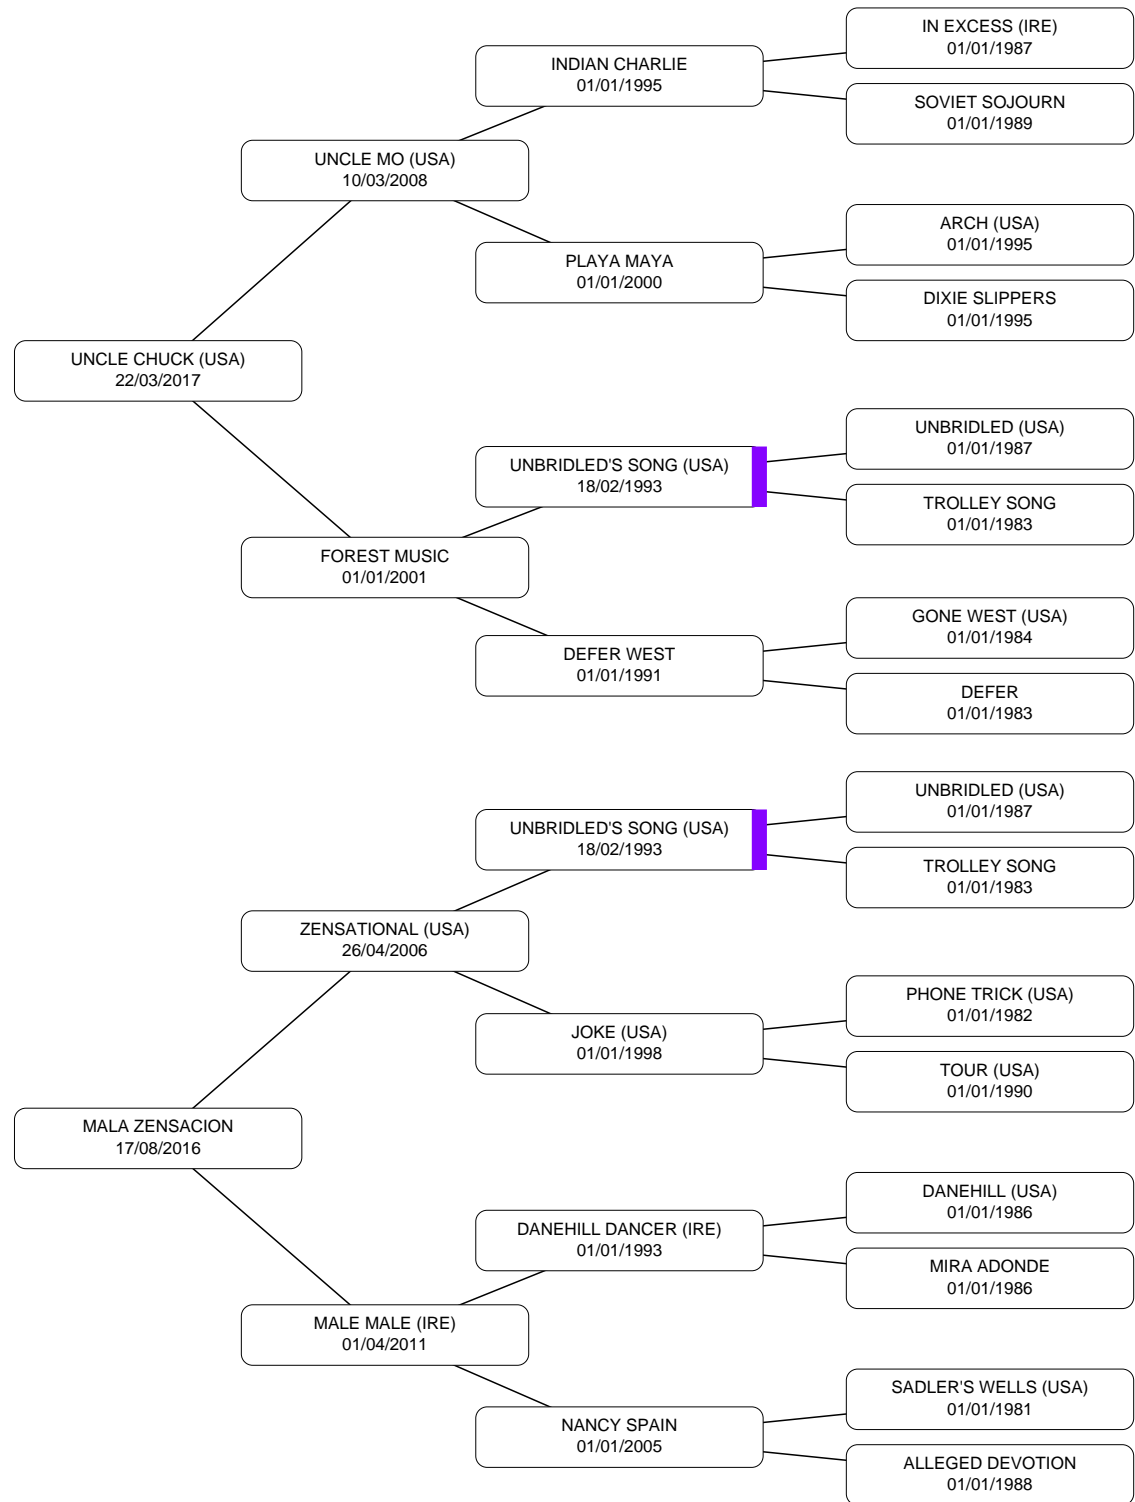 IN EXCESS (IRE)
01/01/1987
INDIAN CHARLIE
01/01/1995
SOVIET SOJOURN
01/01/1989
UNCLE MO (USA)
10/03/2008
ARCH (USA)
01/01/1995
PLAYA MAYA
01/01/2000
DIXIE SLIPPERS
01/01/1995
UNCLE CHUCK (USA)
22/03/2017
UNBRIDLED (USA)
01/01/1987
UNBRIDLED'S SONG (USA)
18/02/1993
TROLLEY SONG
01/01/1983
FOREST MUSIC
01/01/2001
GONE WEST (USA)
01/01/1984
DEFER WEST
01/01/1991
DEFER
01/01/1983
UNBRIDLED (USA)
01/01/1987
UNBRIDLED'S SONG (USA)
18/02/1993
TROLLEY SONG
01/01/1983
ZENSATIONAL (USA)
26/04/2006
PHONE TRICK (USA)
01/01/1982
JOKE (USA)
01/01/1998
TOUR (USA)
01/01/1990
MALA ZENSACION
17/08/2016
DANEHILL (USA)
01/01/1986
DANEHILL DANCER (IRE)
01/01/1993
MIRA ADONDE
01/01/1986
MALE MALE (IRE)
01/04/2011
SADLER'S WELLS (USA)
01/01/1981
NANCY SPAIN
01/01/2005
ALLEGED DEVOTION
01/01/1988